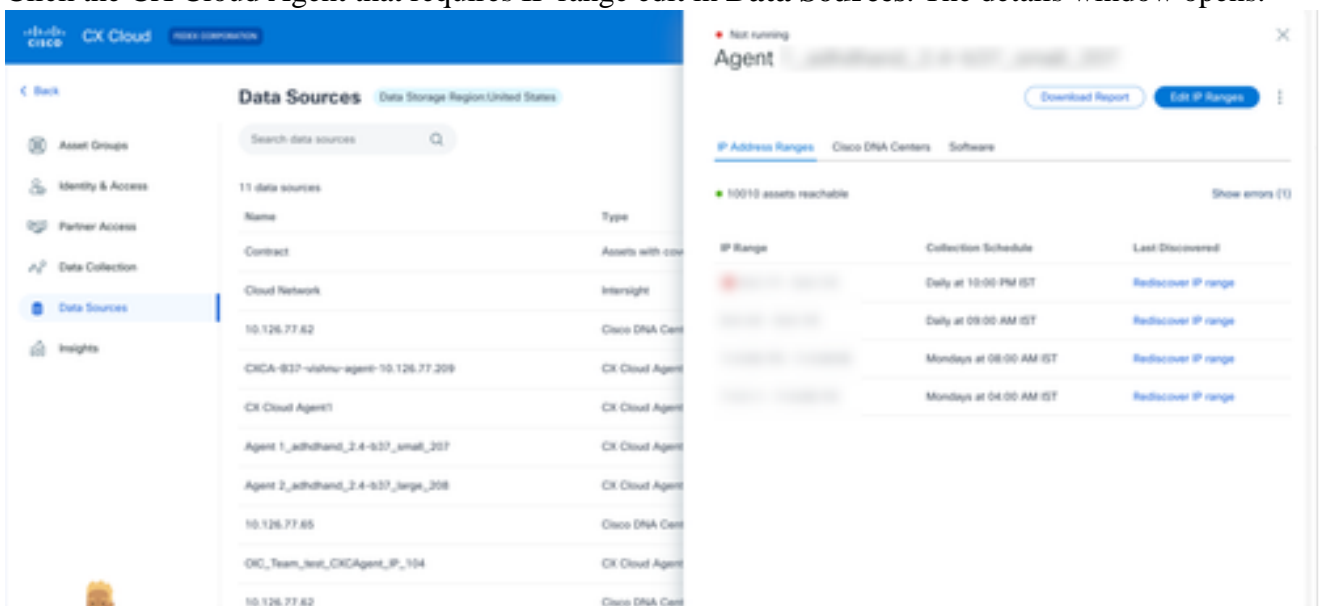 Click the CX Cloud Agent that requires IP range edit in Data Sources. The details window opens.
CISCO CX Cloud
Back
Asset Groups
Identity & Access
Partner Access
Data Collection
Data Sources
Insights
Data Sources Data Storage Region:United States
Search data sources
11 data sources
Name Type
Contract Assets with cov
Cloud Network Intersight
10.126.77.62 Cisco DNA Cent
CXCA-B37-vishnu-agent-10.126.77.209 CX Cloud Agent
CX Cloud Agent1 CX Cloud Agent
Agent 1_adhdhand_2.4-b37_small_207 CX Cloud Agent
Agent 2_adhdhand_2.4-b37_large_208 CX Cloud Agent
10.126.77.65 Cisco DNA Cent
OIC_Team_test_CXCAgent_IP_104 CX Cloud Agent
10.126.77.62 Cisco DNA Cent
Not running
Agent
Download Report Edit IP Ranges
IP Address Ranges Cisco DNA Centers Software
10010 assets reachable Show errors (1)
IP Range Collection Schedule Last Discovered
Daily at 10:00 PM IST Rediscover IP range
Daily at 09:00 AM IST Rediscover IP range
Mondays at 08:00 AM IST Rediscover IP range
Mondays at 04:00 AM IST Rediscover IP range